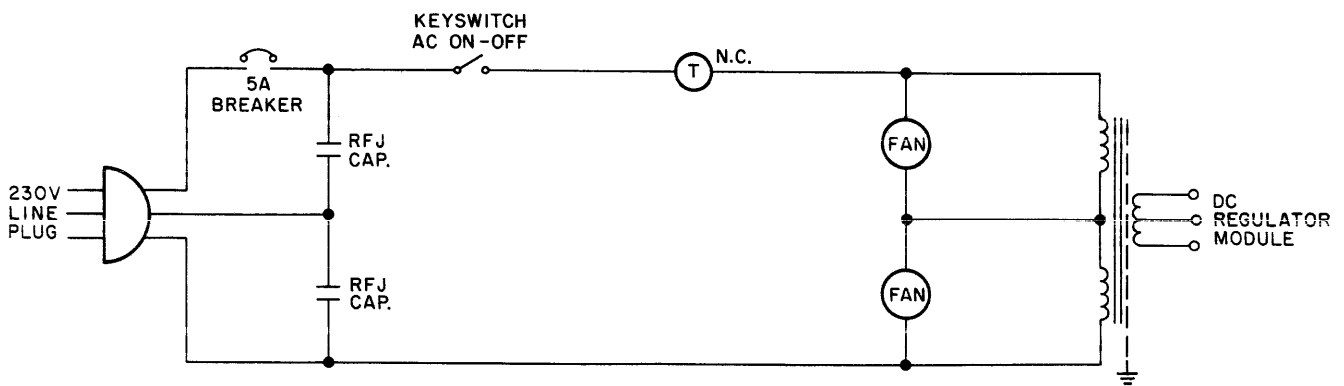 KEYSWITCH
AC ON-OFF
5A
BREAKER
T
N.C.
RFJ
CAP.
FAN
230V
LINE
PLUG
DC
REGULATOR
MODULE
RFJ
CAP.
FAN